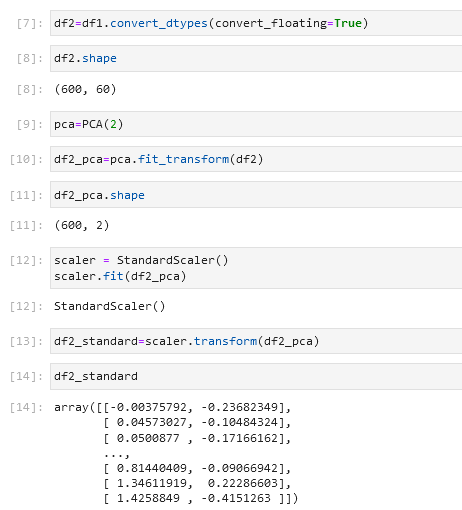 [7]: df2=df1.convert_dtypes(convert_floating=True)
[8]: df2.shape
[8]: (600, 60)
[9]: pca=PCA(2)
[10]: df2_pca=pca.fit_transform(df2)
[11]: df2_pca.shape
[11]: (600, 2)
[12]: scaler = StandardScaler()
scaler.fit(df2_pca)
[12]: StandardScaler()
[13]: df2_standard=scaler.transform(df2_pca)
[14]: df2_standard
[14]: array([[-0.00375792, -0.23682349],
[ 0.04573027, -0.10484324],
[ 0.0500877 , -0.17166162],
...,
[ 0.81440409, -0.09066942],
[ 1.34611919,  0.22286603],
[ 1.4258849 , -0.4151263 ]])